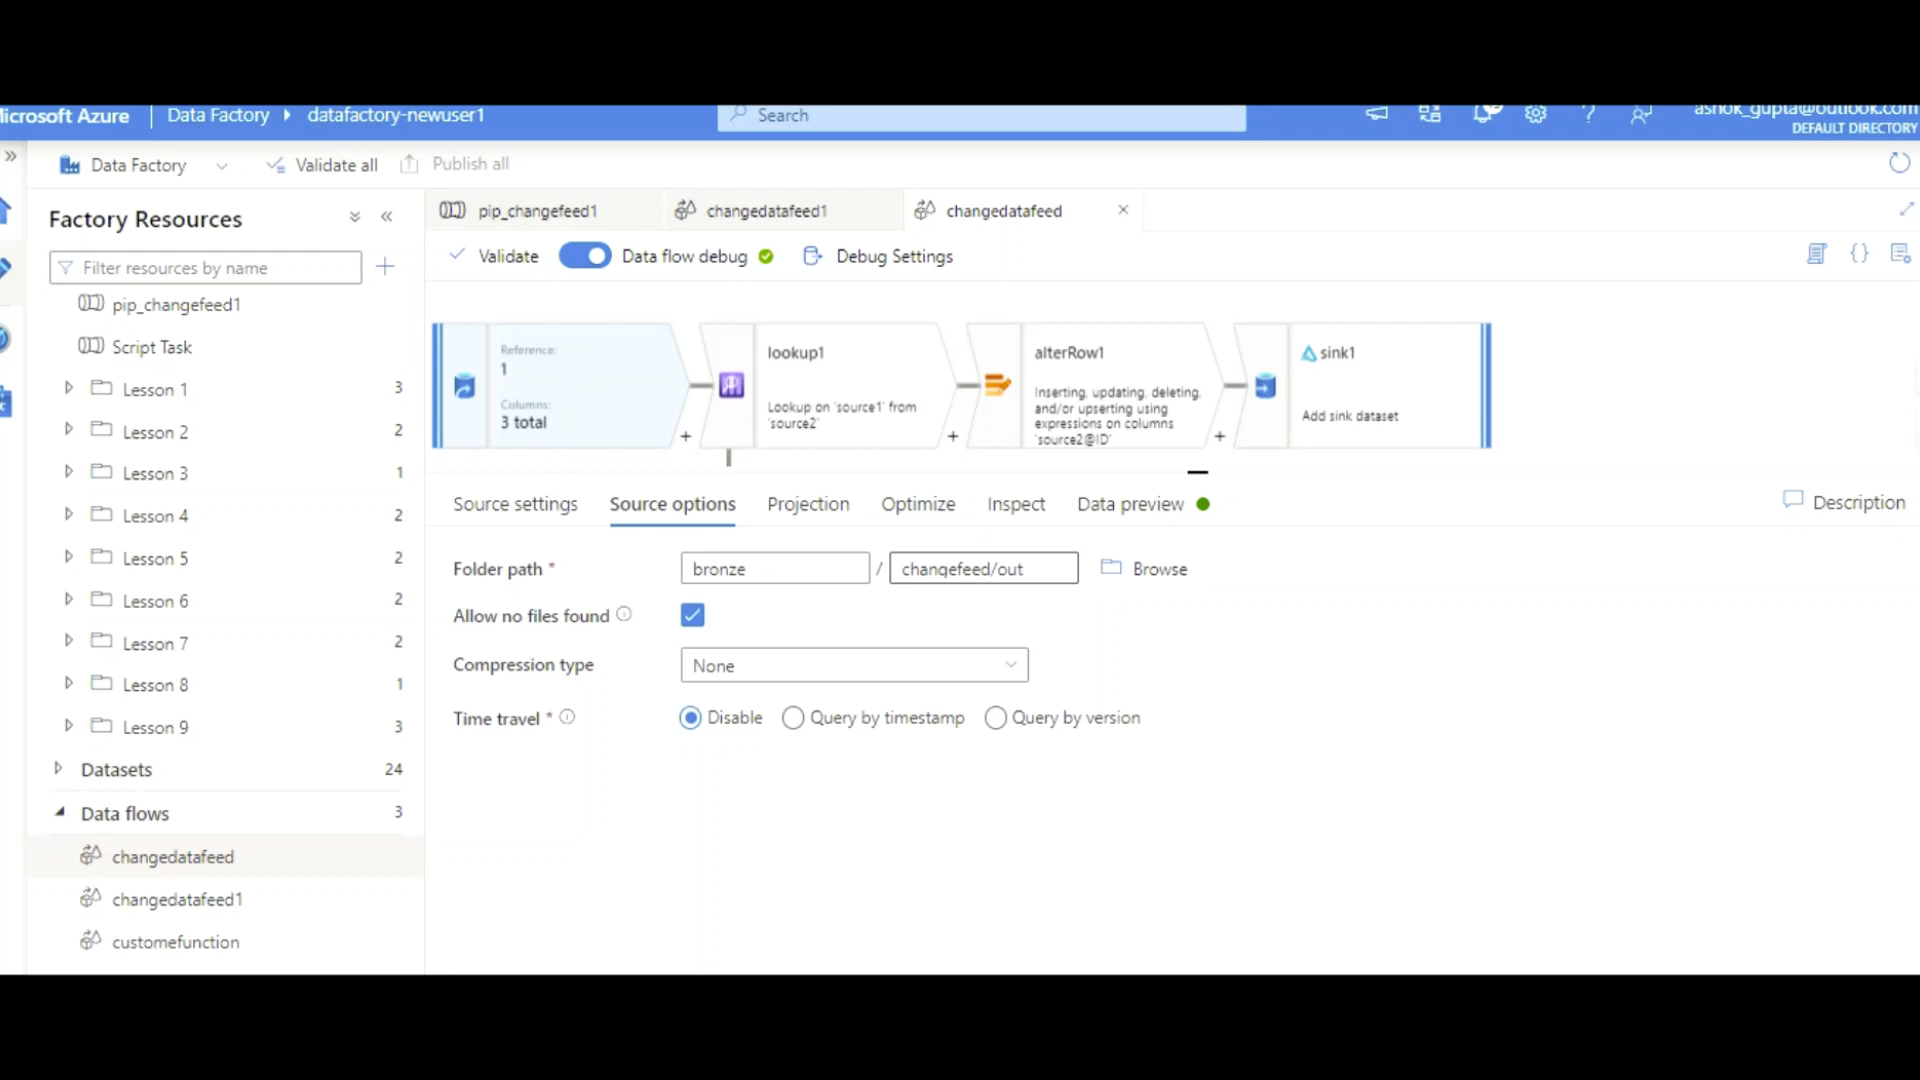 Microsoft Azure
Data Factory
datafactory-newuser1
Search
ashok_gupta@outlook.com
DEFAULT DIRECTORY
Data Factory
Validate all
Publish all
Factory Resources
Filter resources by name
pip_changefeed1
Script Task
Lesson 1 3
Lesson 2 2
Lesson 3 1
Lesson 4 2
Lesson 5 2
Lesson 6 2
Lesson 7 2
Lesson 8 1
Lesson 9 3
Datasets 24
Data flows 3
changedatafeed
changedatafeed1
customefunction
pip_changefeed1
changedatafeed1
changedatafeed
Validate
Data flow debug
Debug Settings
Reference:
1
Columns:
3 total
lookup1
Lookup on 'source1' from
'source2'
alterRow1
Inserting, updating, deleting,
and/or upserting using
expressions on columns
'source2@ID'
sink1
Add sink dataset
Source settings
Source options
Projection
Optimize
Inspect
Data preview
Description
Folder path *
bronze / changefeed/out
Browse
Allow no files found
Compression type
None
Time travel *
Disable
Query by timestamp
Query by version